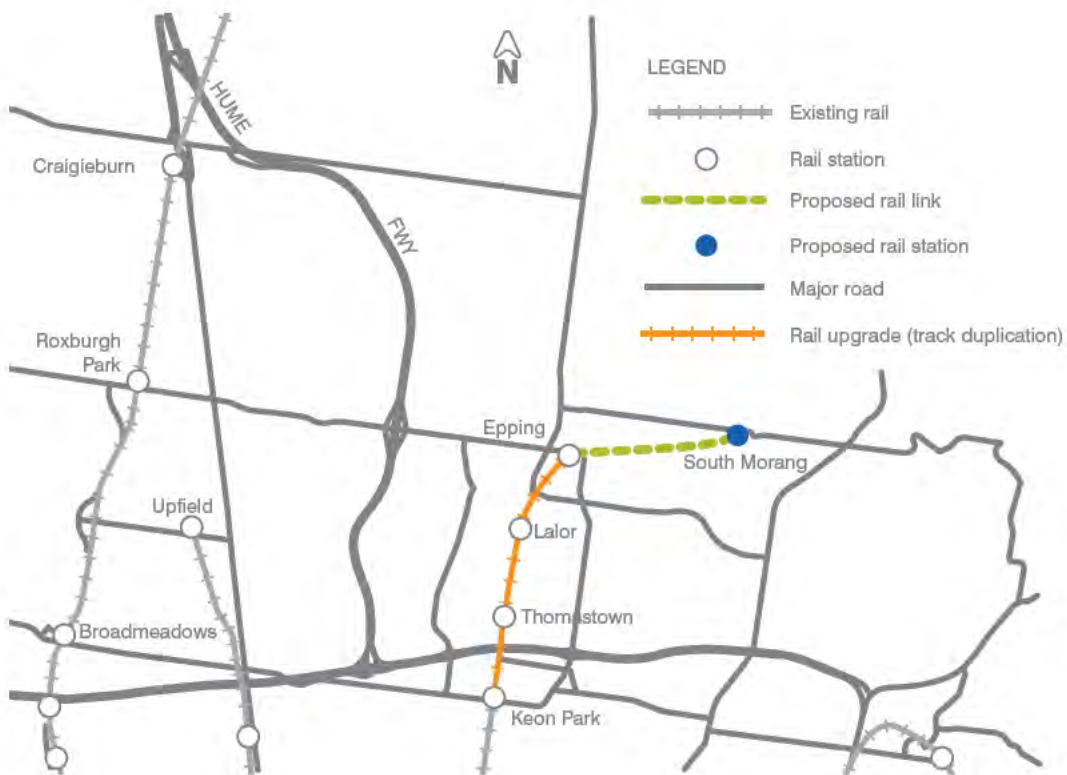 N
LEGEND
Existing rail
Rail station
Proposed rail link
Proposed rail station
Major road
Rail upgrade (track duplication)
HUME
FWY
Craigieburn
Roxburgh
Park
Epping
South Morang
Upfield
Lalor
Broadmeadows
Thomastown
Keon Park